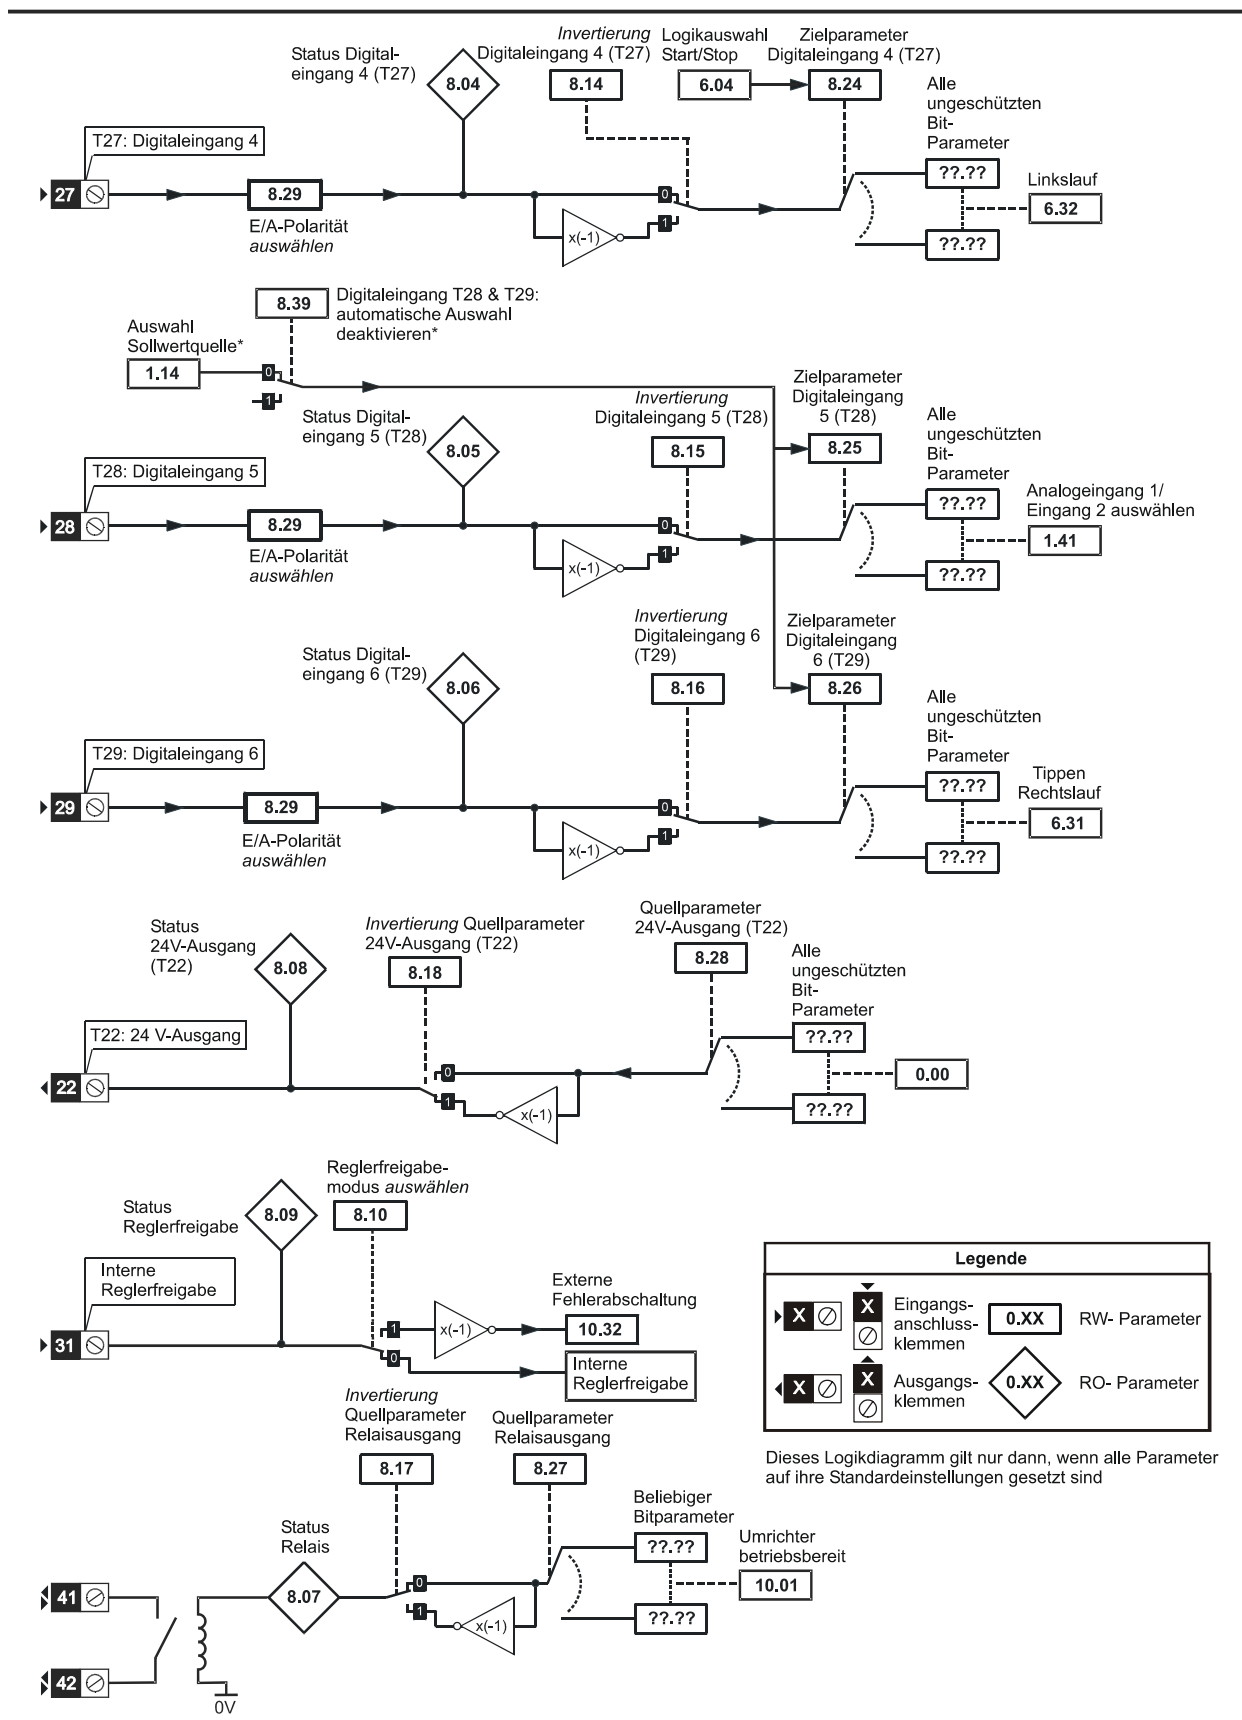 Status Digital-
eingang 4 (T27)
8.04
Invertierung
Digitaleingang 4 (T27)
8.14
Logikauswahl
Start/Stop
6.04
Zielparameter
Digitaleingang 4 (T27)
8.24
Alle
ungeschützten
Bit-
Parameter
??.??
??.??
Linkslauf
6.32
T27: Digitaleingang 4
27
8.29
E/A-Polarität
auswählen
0
1
x(-1)
8.39
Digitaleingang T28 & T29:
automatische Auswahl
deaktivieren*
Auswahl
Sollwertquelle*
1.14
0
1
Status Digital-
eingang 5 (T28)
8.05
Invertierung
Digitaleingang 5 (T28)
8.15
Zielparameter
Digitaleingang
5 (T28)
8.25
Alle
ungeschützten
Bit-
Parameter
??.??
??.??
Analogeingang 1/
Eingang 2 auswählen
1.41
T28: Digitaleingang 5
28
8.29
E/A-Polarität
auswählen
0
1
x(-1)
Status Digital-
eingang 6 (T29)
8.06
Invertierung
Digitaleingang 6
(T29)
8.16
Zielparameter
Digitaleingang
6 (T29)
8.26
Alle
ungeschützten
Bit-
Parameter
??.??
??.??
Tippen
Rechtslauf
6.31
T29: Digitaleingang 6
29
8.29
E/A-Polarität
auswählen
0
1
x(-1)
Status
24V-Ausgang
(T22)
8.08
Invertierung Quellparameter
24V-Ausgang (T22)
8.18
Quellparameter
24V-Ausgang (T22)
8.28
Alle
ungeschützten
Bit-
Parameter
??.??
??.??
0.00
T22: 24 V-Ausgang
22
0
1
x(-1)
Status
Reglerfreigabe
8.09
Reglerfreigabe-
modus auswählen
8.10
Interne
Reglerfreigabe
31
1
0
x(-1)
Externe
Fehlerabschaltung
10.32
Interne
Reglerfreigabe
Legende
X
X
Eingangs-
anschluss-
klemmen
0.XX
RW- Parameter
X
X
Ausgangs-
klemmen
0.XX
RO- Parameter
Dieses Logikdiagramm gilt nur dann, wenn alle Parameter
auf ihre Standardeinstellungen gesetzt sind
Invertierung
Quellparameter
Relaisausgang
8.17
Quellparameter
Relaisausgang
8.27
Beliebiger
Bitparameter
??.??
??.??
Umrichter
betriebsbereit
10.01
Status
Relais
8.07
0
1
x(-1)
41
42
0V